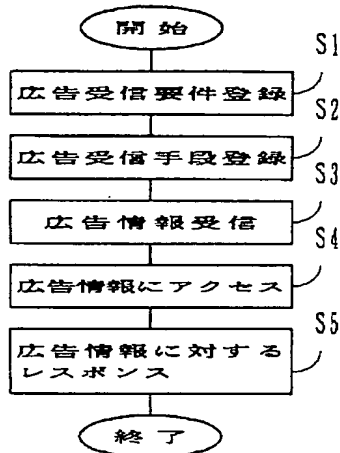 開始
S1
広告受信要件登録
S2
広告受信手段登録
S3
広告情報受信
S4
広告情報にアクセス
S5
広告情報に対する
レスポンス
終了